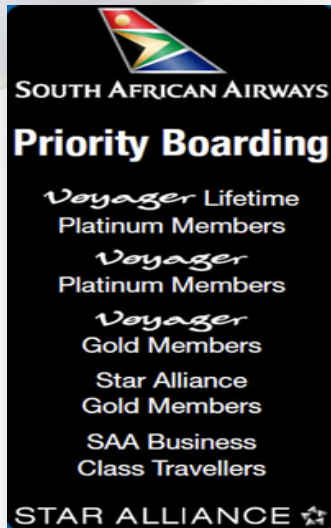 SOUTH AFRICAN AIRWAYS
Priority Boarding
Voyager Lifetime
Platinum Members
Voyager
Platinum Members
Voyager
Gold Members
Star Alliance
Gold Members
SAA Business
Class Travellers
STAR ALLIANCE